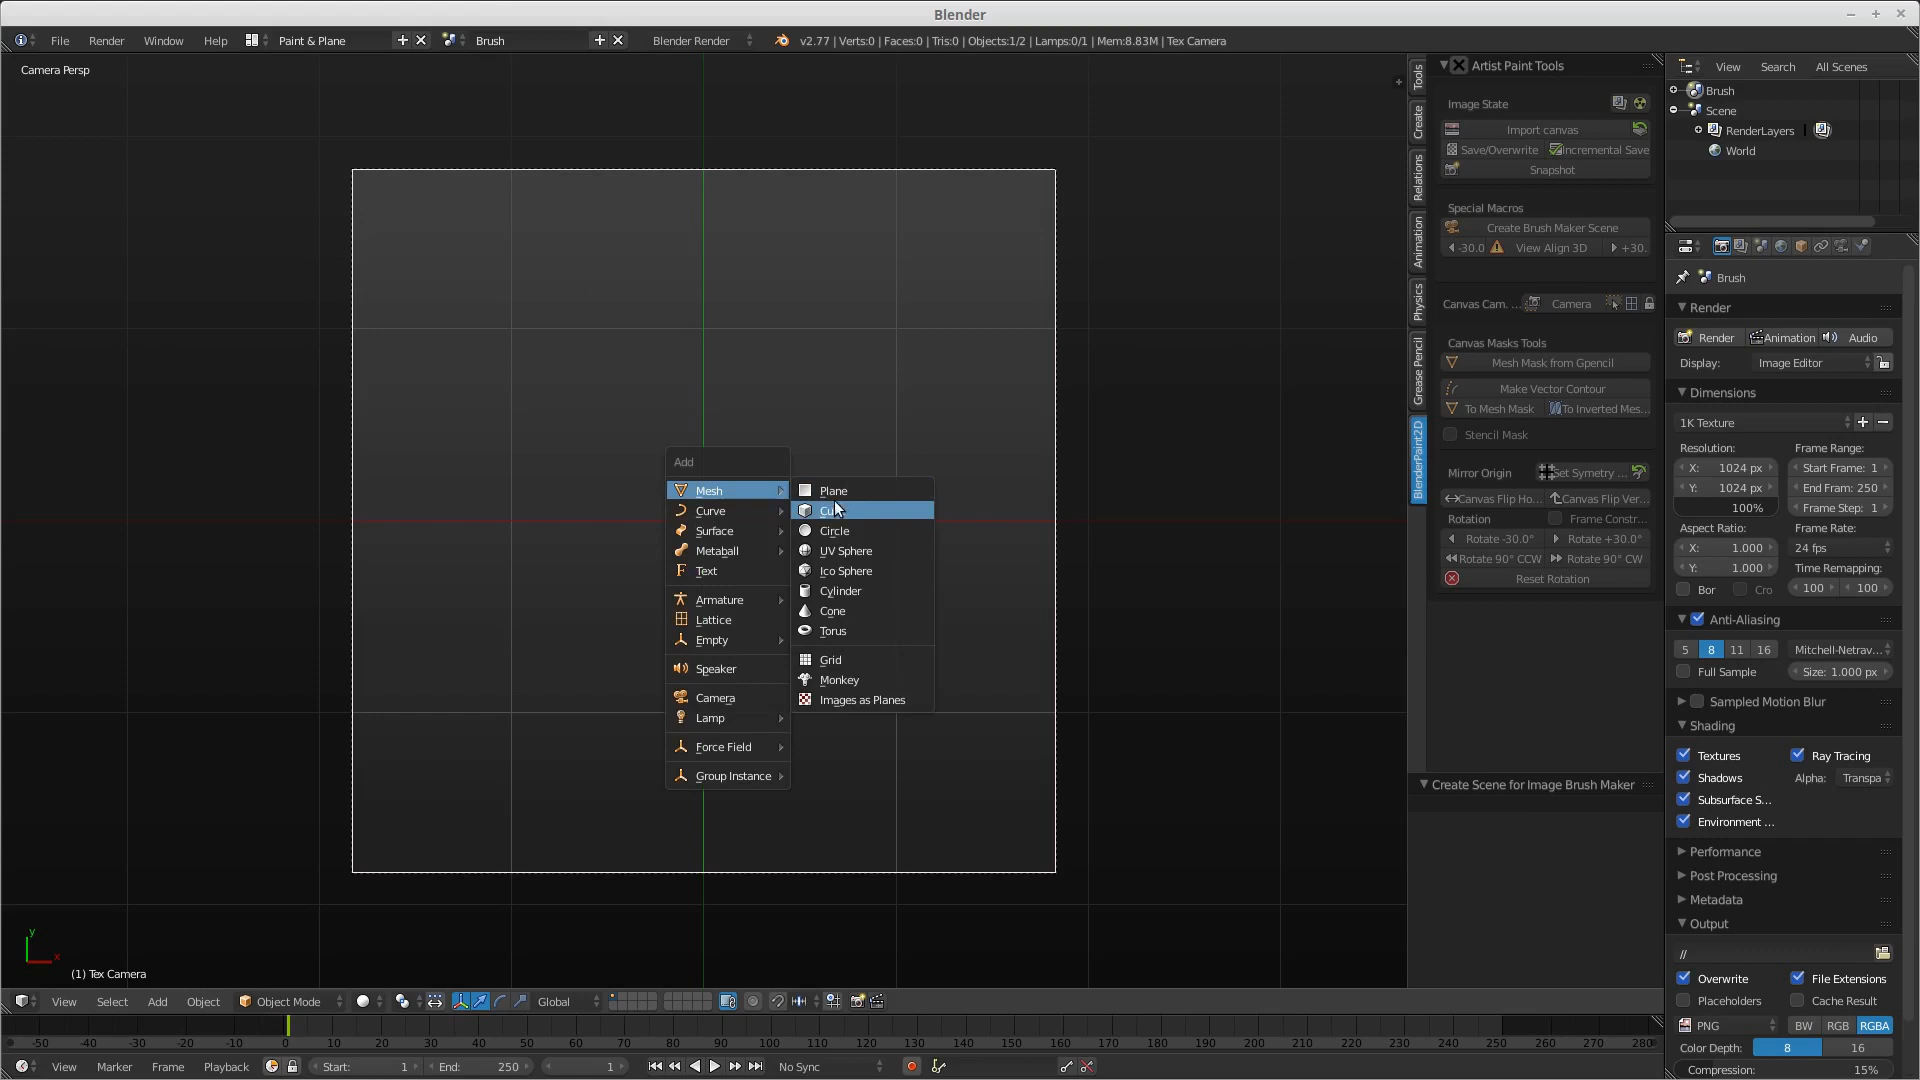 Blender
File Render Window Help Paint & Plane Brush Blender Render v2.77 | Verts:0 | Faces:0 | Tris:0 | Objects:1/2 | Lamps:0/1 | Mem:8.83M | Tex Camera
Camera Persp
Add
Mesh
Curve
Surface
Metaball
Text
Armature
Lattice
Empty
Speaker
Camera
Lamp
Force Field
Group Instance
Plane
Circle
UV Sphere
Ico Sphere
Cylinder
Cone
Torus
Grid
Monkey
Images as Planes
y
x
(1) Tex Camera
Tools
Create
Relations
Animation
Physics
Grease Pencil
BlenderPaint2D
Artist Paint Tools
Image State
Import canvas
Save/Overwrite Incremental Save
Snapshot
Special Macros
Create Brush Maker Scene
-30.0 View Align 3D +30.
Canvas Cam. ... Camera
Canvas Masks Tools
Mesh Mask from Gpencil
Make Vector Contour
To Mesh Mask To Inverted Mes...
Stencil Mask
Mirror Origin Set Symetry ...
Canvas Flip Ho... Canvas Flip Ver...
Rotation Frame Constr...
Rotate -30.0° Rotate +30.0°
Rotate 90° CCW Rotate 90° CW
Reset Rotation
Create Scene for Image Brush Maker
View Search All Scenes
Brush
Scene
RenderLayers
World
Brush
Render
Render Animation Audio
Display: Image Editor
Dimensions
1K Texture
Resolution: Frame Range:
X: 1024 px Start Frame: 1
Y: 1024 px End Fram: 250
100% Frame Step: 1
Aspect Ratio: Frame Rate:
X: 1.000 24 fps
Y: 1.000 Time Remapping:
Bor Cro 100 100
Anti-Aliasing
5 8 11 16 Mitchell-Netrav...
Full Sample Size: 1.000 px
Sampled Motion Blur
Shading
Textures Ray Tracing
Shadows Alpha: Transpa
Subsurface S...
Environment ...
Performance
Post Processing
Metadata
Output
//
Overwrite File Extensions
Placeholders Cache Result
PNG BW RGB RGBA
Color Depth: 8 16
Compression: 15%
View Select Add Object Object Mode Global
-50 -40 -30 -20 -10 0 10 20 30 40 50 60 70 80 90 100 110 120 130 140 150 160 170 180 190 200 210 220 230 240 250 260 270 280
View Marker Frame Playback Start: 1 End: 250 1 No Sync